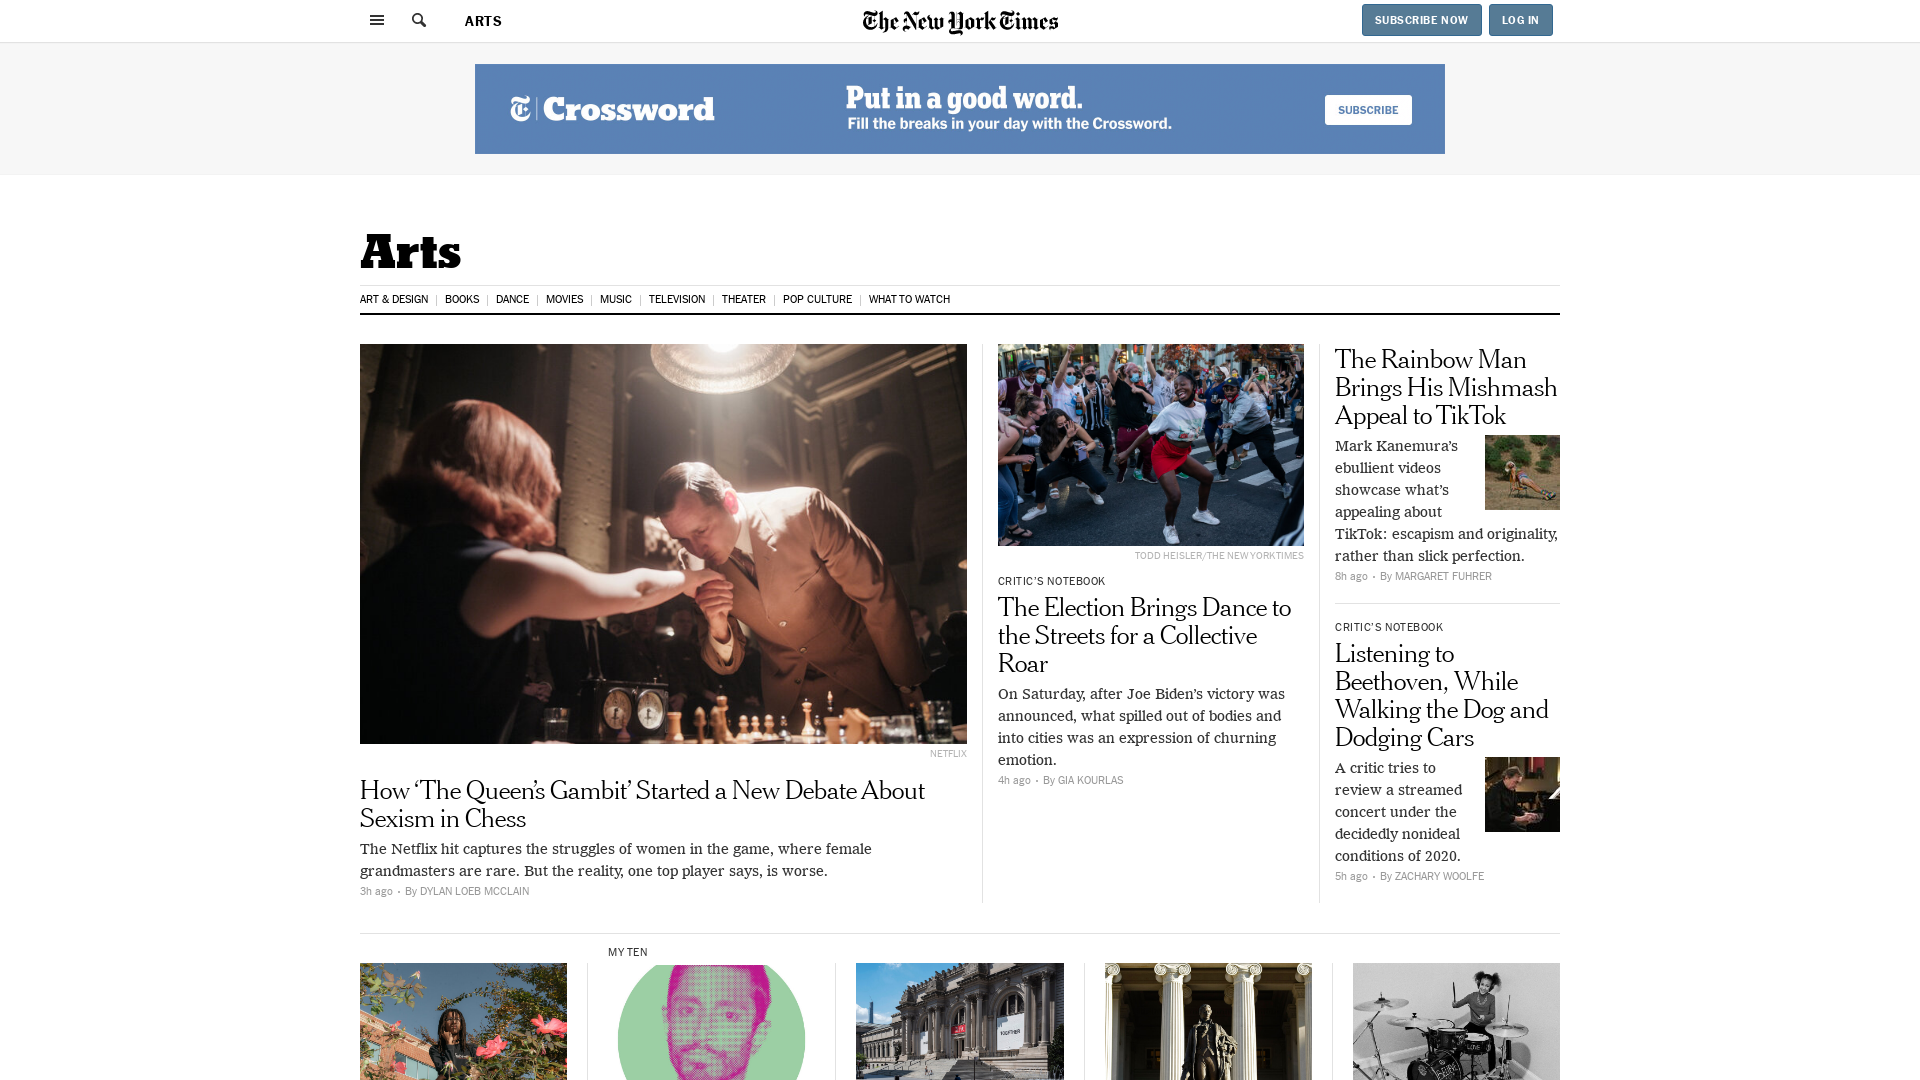 ARTS
The New York Times
SUBSCRIBE NOW
LOG IN
Crossword
Put in a good word.
Fill the breaks in your day with the Crossword.
SUBSCRIBE
Arts
ART & DESIGN
BOOKS
DANCE
MOVIES
MUSIC
TELEVISION
THEATER
POP CULTURE
WHAT TO WATCH
NETFLIX
How ‘The Queen’s Gambit’ Started a New Debate About
Sexism in Chess
The Netflix hit captures the struggles of women in the game, where female
grandmasters are rare. But the reality, one top player says, is worse.
3h ago · By DYLAN LOEB MCCLAIN
TODD HEISLER/THE NEW YORK TIMES
CRITIC’S NOTEBOOK
The Election Brings Dance to
the Streets for a Collective
Roar
On Saturday, after Joe Biden’s victory was
announced, what spilled out of bodies and
into cities was an expression of churning
emotion.
4h ago · By GIA KOURLAS
The Rainbow Man
Brings His Mishmash
Appeal to TikTok
Mark Kanemura’s
ebullient videos
showcase what’s
appealing about
TikTok: escapism and originality,
rather than slick perfection.
8h ago · By MARGARET FUHRER
CRITIC’S NOTEBOOK
Listening to
Beethoven, While
Walking the Dog and
Dodging Cars
A critic tries to
review a streamed
concert under the
decidedly nonideal
conditions of 2020.
5h ago · By ZACHARY WOOLFE
MY TEN
TOGETHER